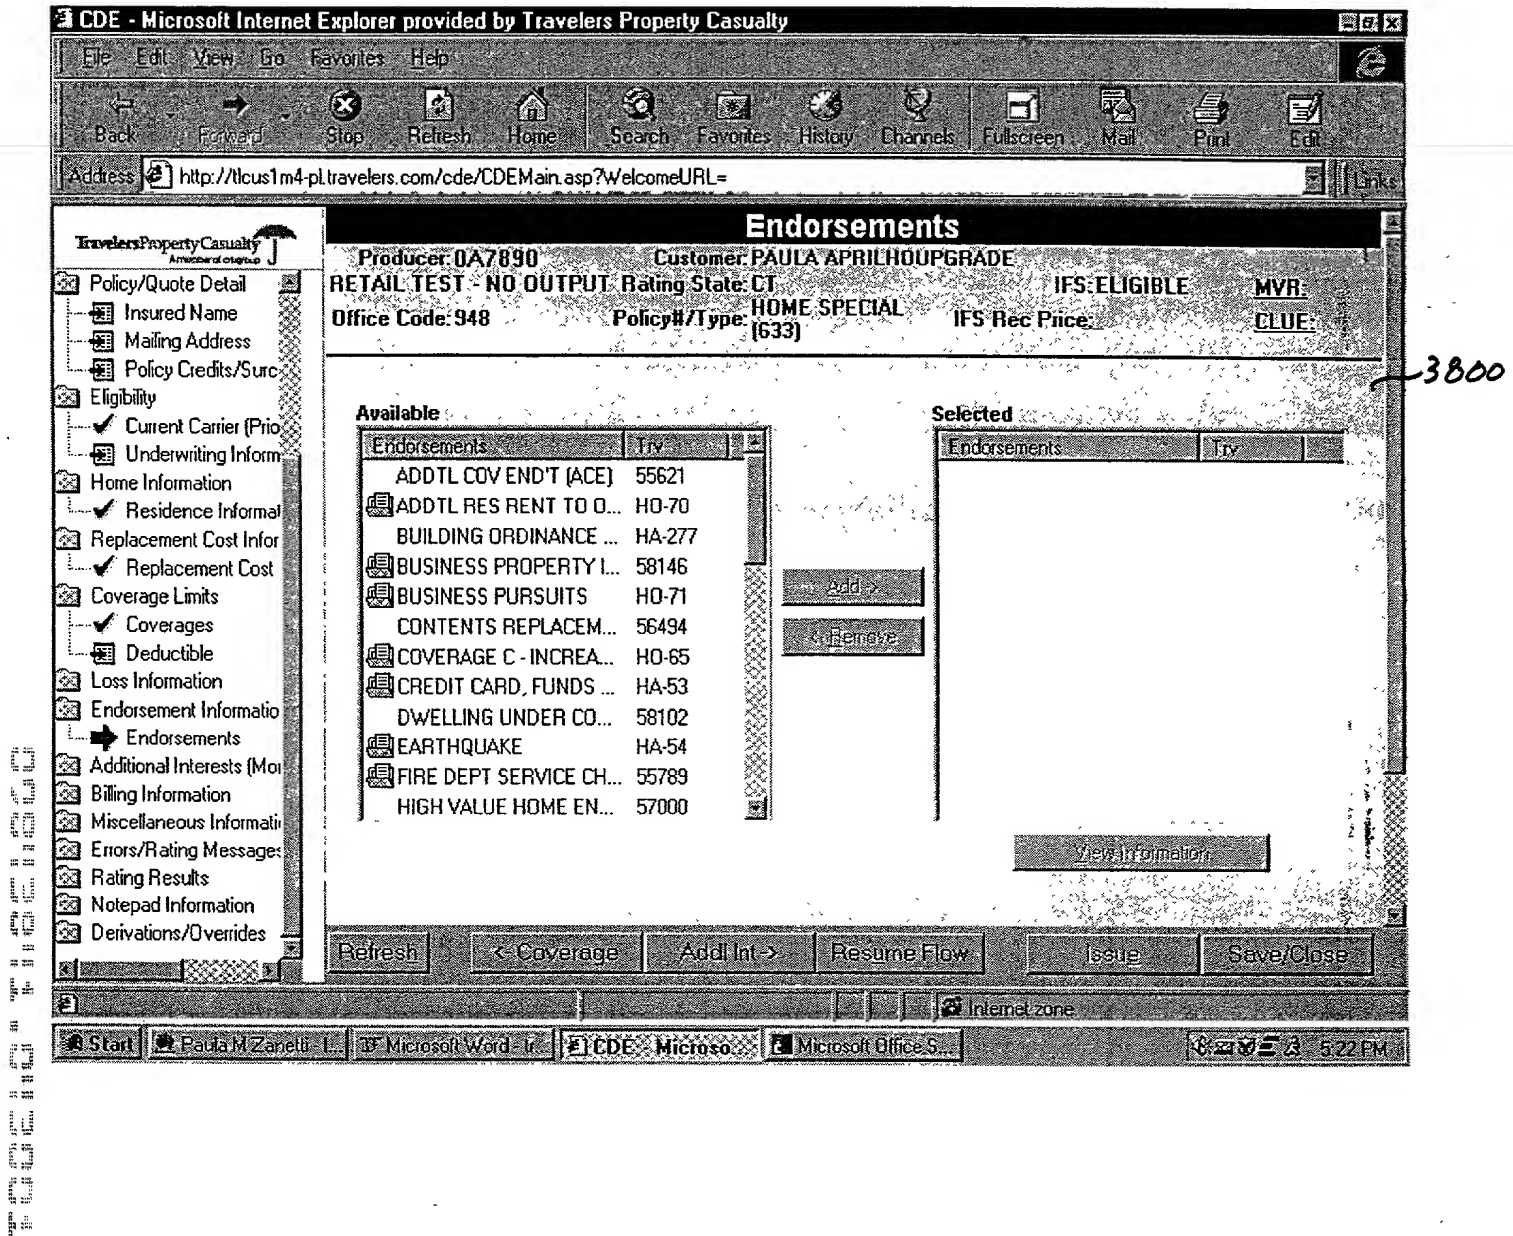 CDE - Microsoft Internet Explorer provided by Travelers Property Casualty
File Edit View Go Favorites Help
Back Forward Stop Refresh Home Search Favorites History Channels Fullscreen Mail Print Edit
Address http://tlcus1m4-pl.travelers.com/cde/CDEMain.asp?WelcomeURL= Links
TravelersPropertyCasualty
Endorsements
Producer: 0A7890 Customer: PAULA APRILHOUPGRADE
RETAIL TEST - NO OUTPUT Rating State: CT IFS: ELIGIBLE MVR:
Office Code: 948 Policy#/Type: HOME SPECIAL (633) IFS Rec Price: CLUE:
3800
Policy/Quote Detail
Insured Name
Mailing Address
Policy Credits/Surc
Eligibility
Current Carrier (Prio
Underwriting Inform
Home Information
Residence Informat
Replacement Cost Infor
Replacement Cost
Coverage Limits
Coverages
Deductible
Loss Information
Endorsement Informatio
Endorsements
Additional Interests (Mor
Billing Information
Miscellaneous Informati
Errors/Rating Messages
Rating Results
Notepad Information
Derivations/Overrides
Available
Endorsements Trv
ADDTL COV END'T (ACE) 55621
ADDTL RES RENT TO O... HO-70
BUILDING ORDINANCE ... HA-277
BUSINESS PROPERTY I... 58146
BUSINESS PURSUITS HO-71
CONTENTS REPLACEM... 56494
COVERAGE C - INCREA... HO-65
CREDIT CARD, FUNDS ... HA-53
DWELLING UNDER CO... 58102
EARTHQUAKE HA-54
FIRE DEPT SERVICE CH... 55789
HIGH VALUE HOME EN... 57000
Add ->
<- Remove
Selected
Endorsements Trv
View Information
Refresh <-Coverage Addl Int-> Resume Flow Issue Save/Close
Internet zone
Start Paula M Zanetti - I... Microsoft Word - Ir... CDE - Microso... Microsoft Office S... 5:22 PM